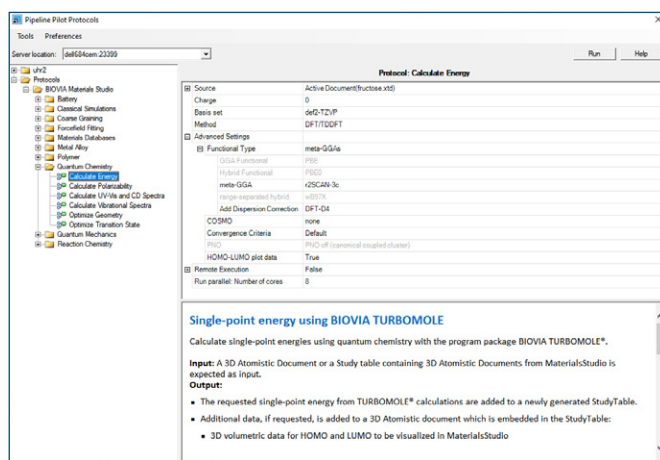 Pipeline Pilot Protocols
Tools Preferences
Server location: dell684oem:23399 Run Help
uhr2
Protocols
BIOVIA Materials Studio
Battery
Classical Simulations
Coarse Graining
Forcefield Fitting
Materials Databases
Metal Alloy
Polymer
Quantum Chemistry
Calculate Energy
Calculate Polarizability
Calculate UV-Vis and CD Spectra
Calculate Vibrational Spectra
Optimize Geometry
Optimize Transition State
Quantum Mechanics
Reaction Chemistry
Protocol: Calculate Energy
Source Active Document(fructose.xtd)
Charge 0
Basis set def2-TZVP
Method DFT/TDDFT
Advanced Settings
Functional Type meta-GGAs
GGA Functional PBE
Hybrid Functional PBE0
meta-GGA r2SCAN-3c
range-separated hybrid wB97X
Add Dispersion Correction DFT-D4
COSMO none
Convergence Criteria Default
PNO PNO off (canonical coupled cluster)
HOMO-LUMO plot data True
Remote Execution False
Run parallel: Number of cores 8
Single-point energy using BIOVIA TURBOMOLE
Calculate single-point energies using quantum chemistry with the program package BIOVIA TURBOMOLE®.
Input: A 3D Atomistic Document or a Study table containing 3D Atomistic Documents from MaterialsStudio is
expected as input.
Output:
• The requested single-point energy from TURBOMOLE® calculations are added to a newly generated StudyTable.
• Additional data, if requested, is added to a 3D Atomistic document which is embedded in the StudyTable:
• 3D volumetric data for HOMO and LUMO to be visualized in MaterialsStudio